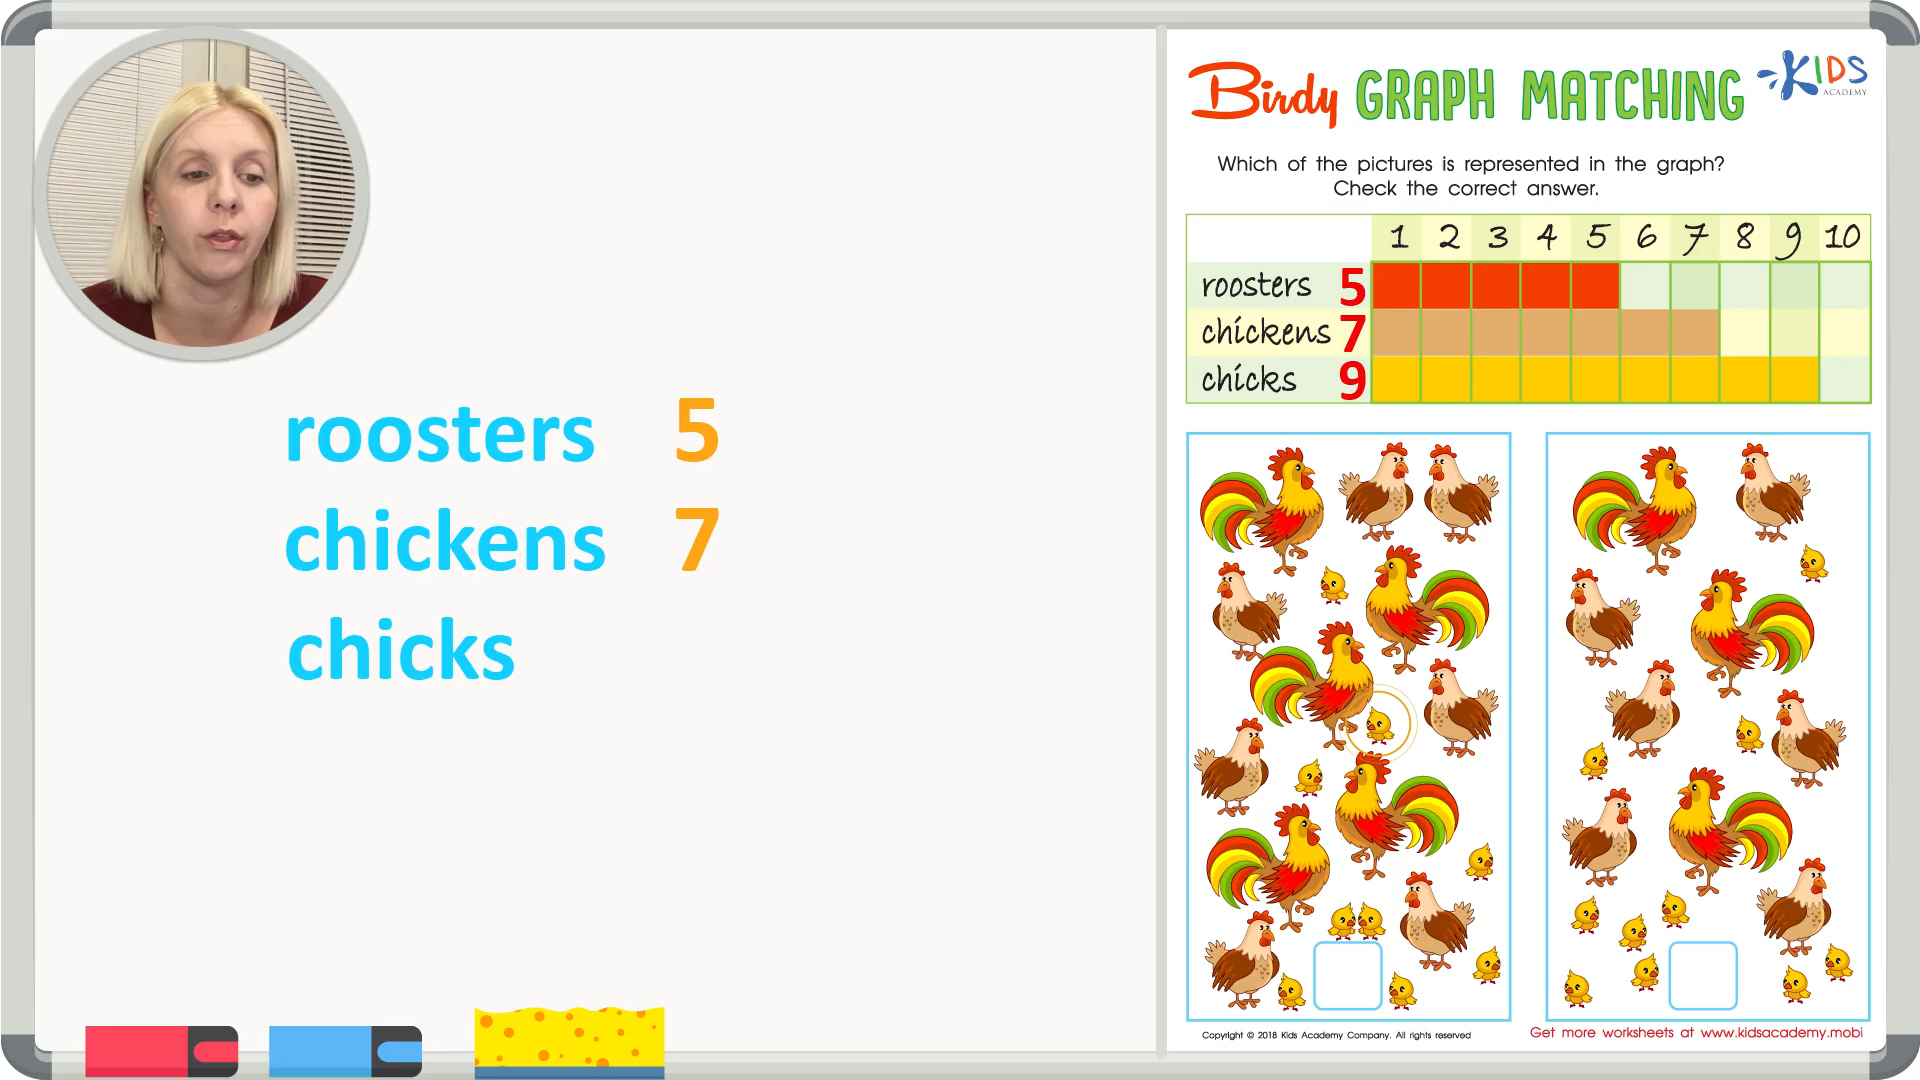 Birdy GRAPH MATCHING
KIDS
ACADEMY
Which of the pictures is represented in the graph?
Check the correct answer.
1 2 3 4 5 6 7 8 9 10
roosters 5
chickens 7
chicks 9
roosters 5
chickens 7
chicks
Copyright © 2018 Kids Academy Company. All rights reserved
Get more worksheets at www.kidsacademy.mobi